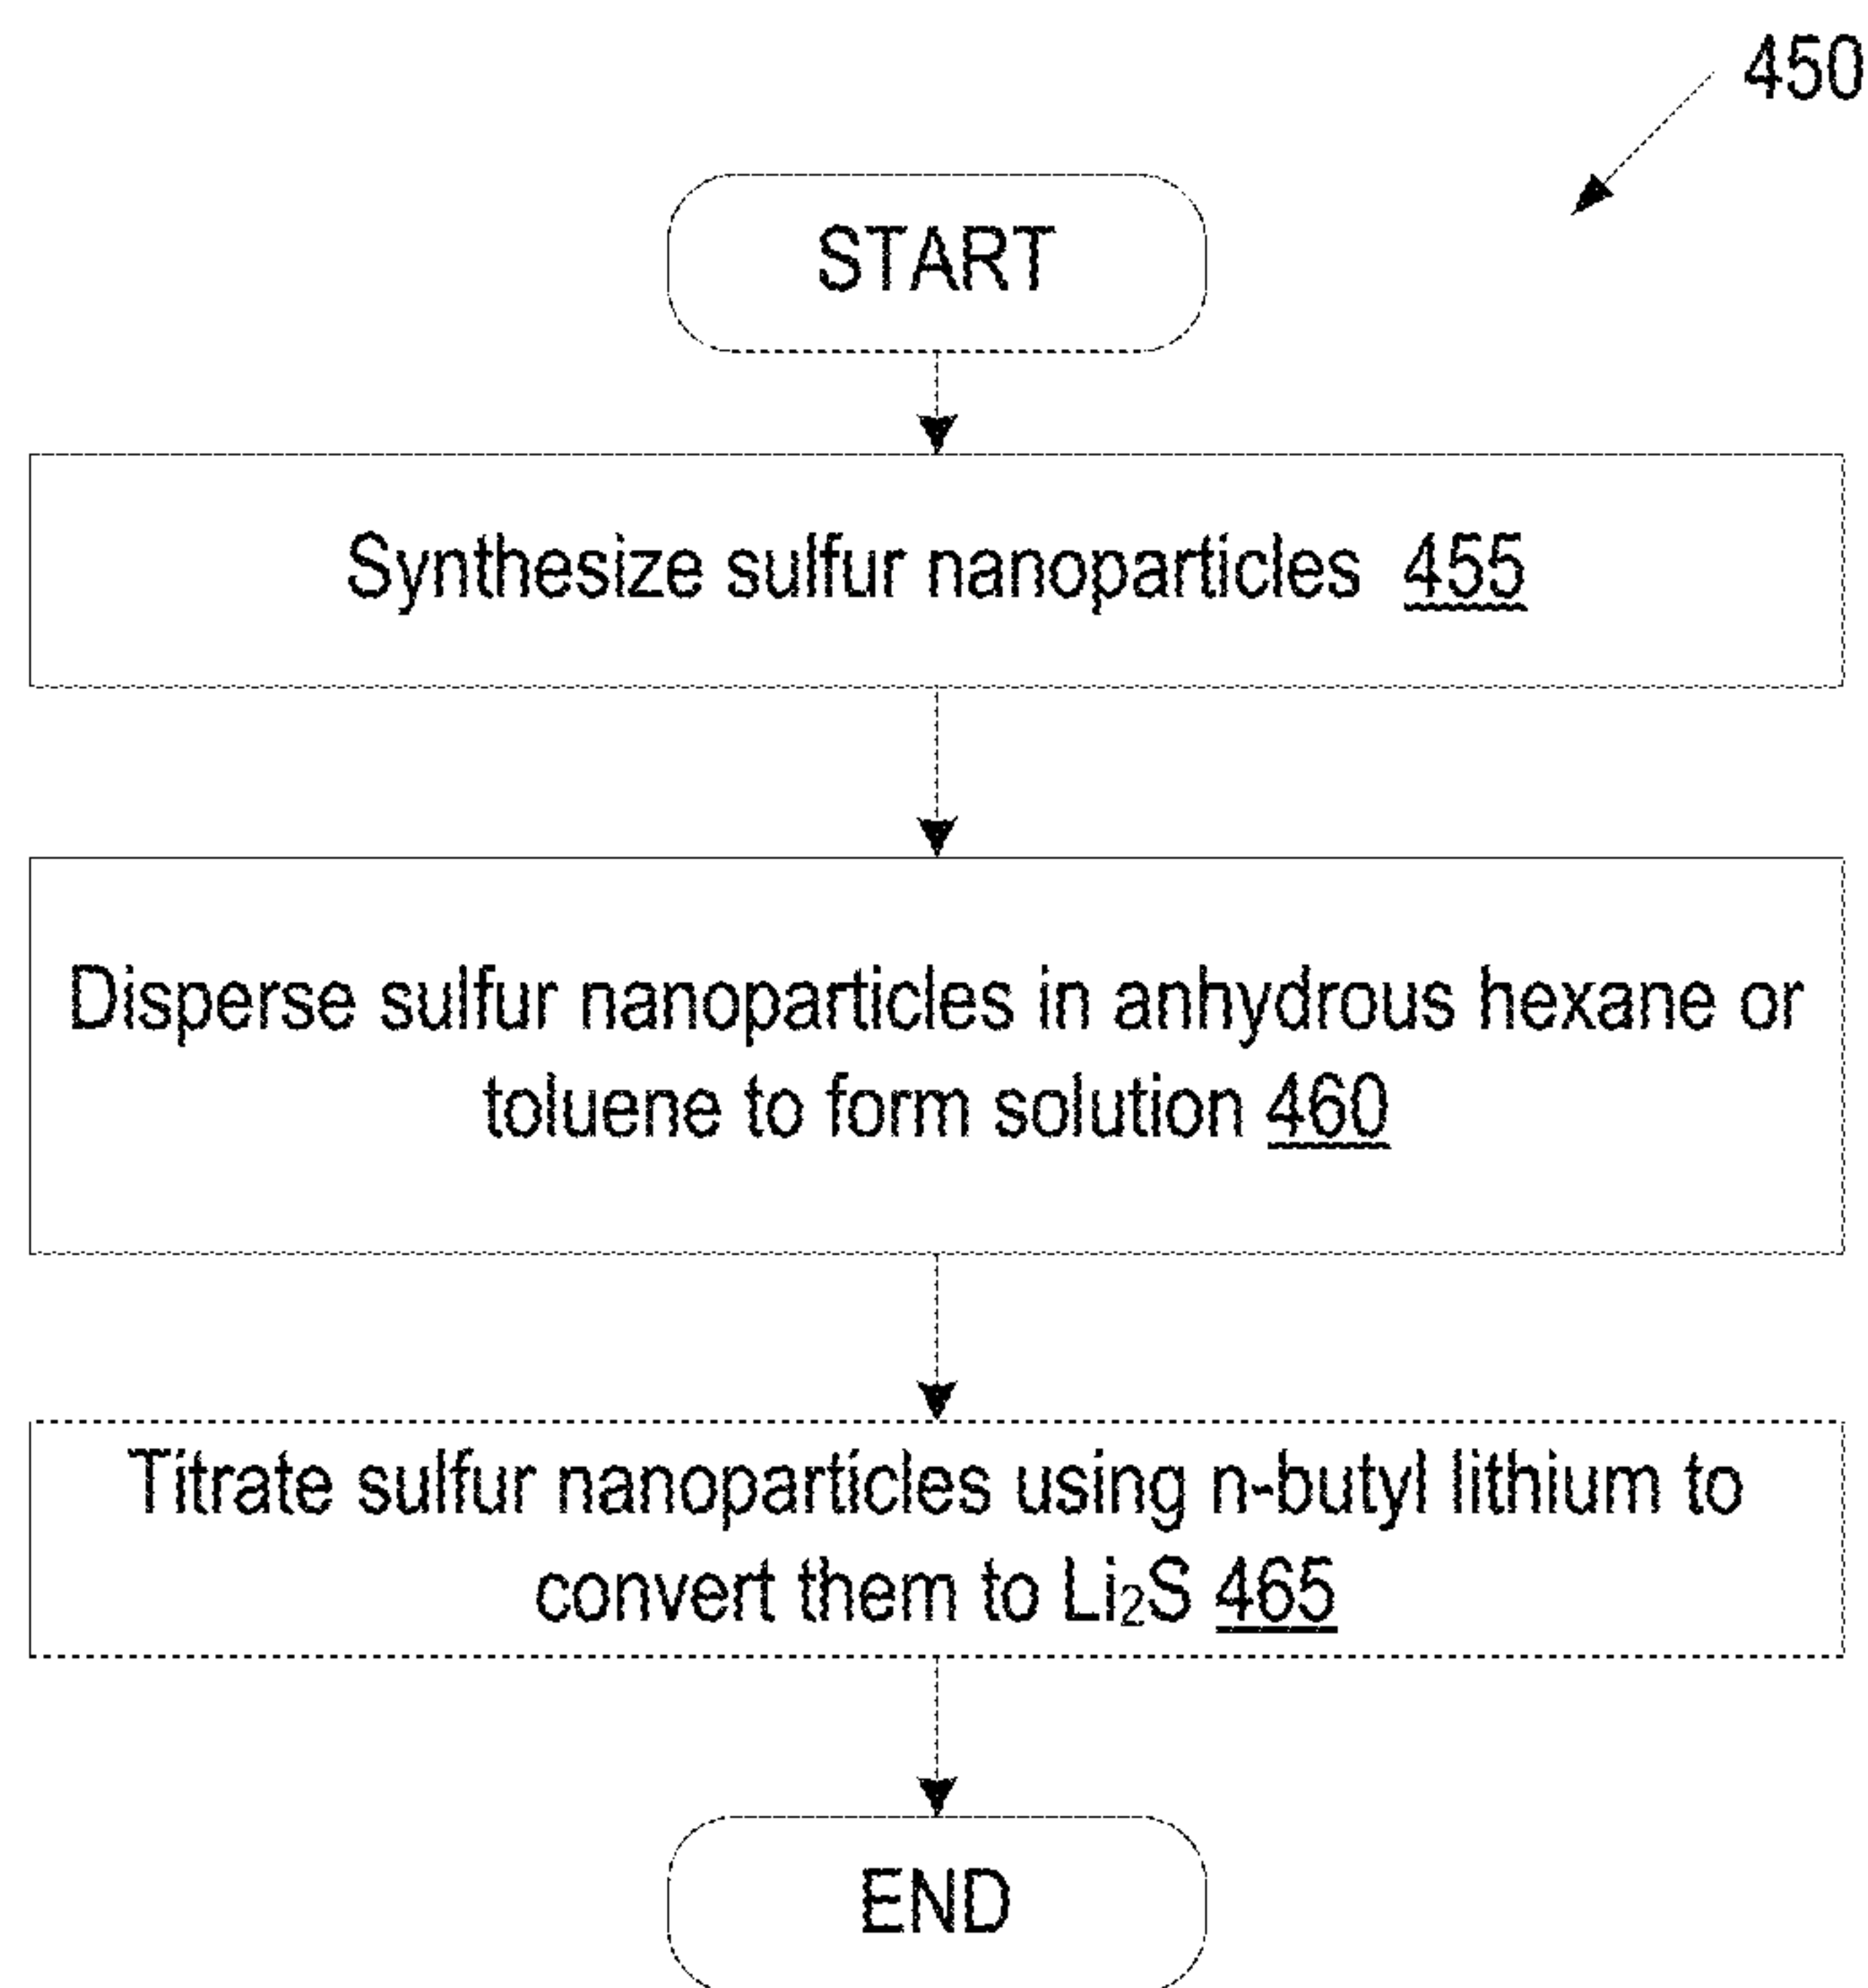 450
START
Synthesize sulfur nanoparticles 455
Disperse sulfur nanoparticles in anhydrous hexane or
toluene to form solution 460
Titrate sulfur nanoparticles using n-butyl lithium to
convert them to Li₂S 465
END